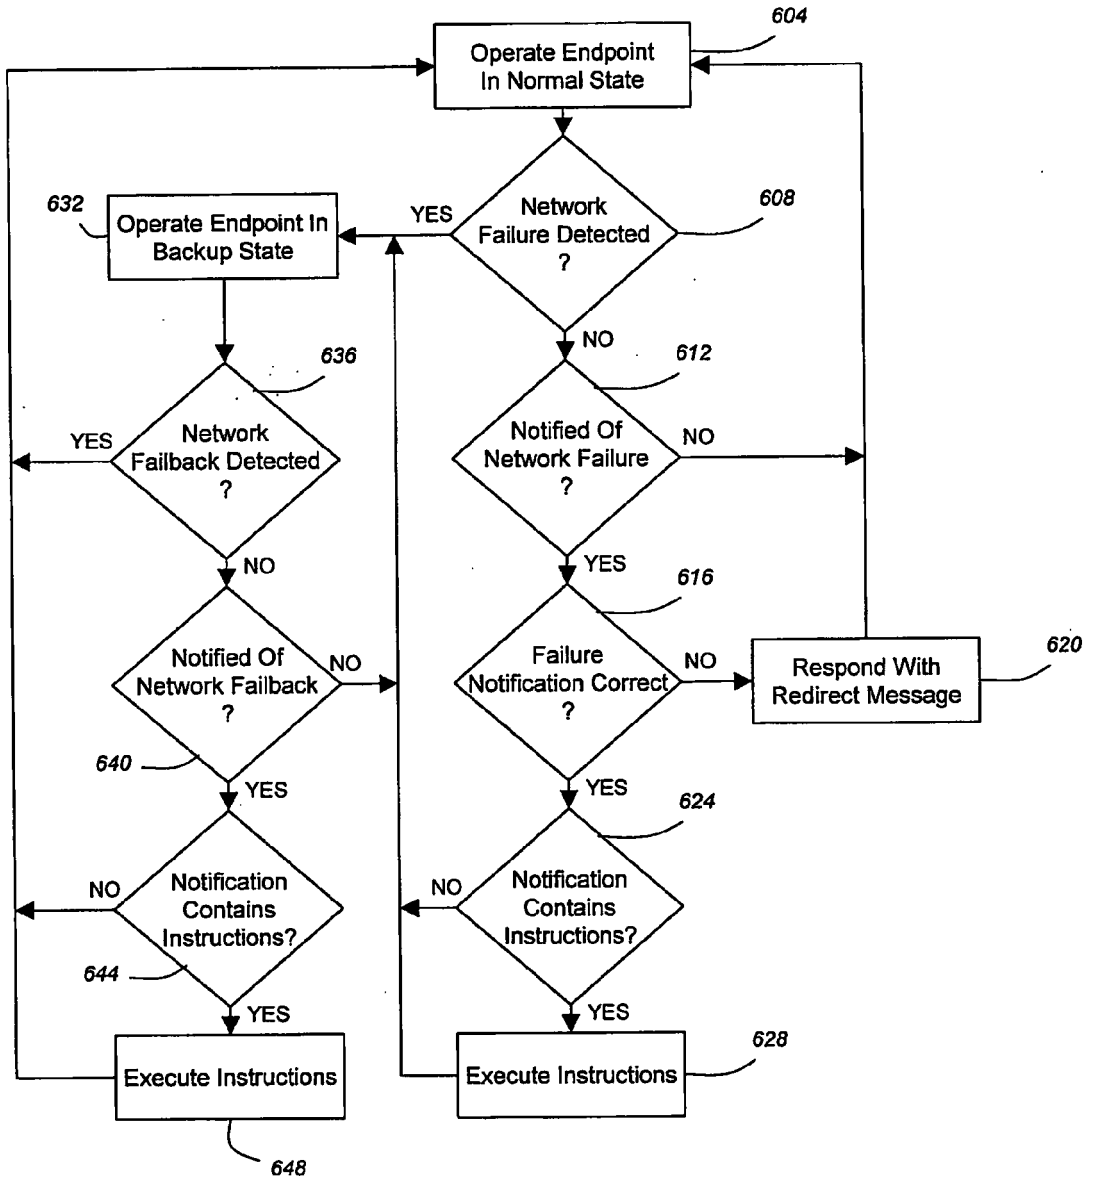 604
Operate Endpoint
In Normal State
632
Operate Endpoint In
Backup State
YES
Network
Failure Detected
?
608
NO
636
612
YES
Network
Failback Detected
?
Notified Of
Network Failure
?
NO
NO
YES
616
Notified Of
Network Failback
?
NO
Failure
Notification Correct
?
NO
Respond With
Redirect Message
620
640
YES
YES
624
NO
Notification
Contains
Instructions?
NO
Notification
Contains
Instructions?
644
YES
YES
Execute Instructions
Execute Instructions
628
648